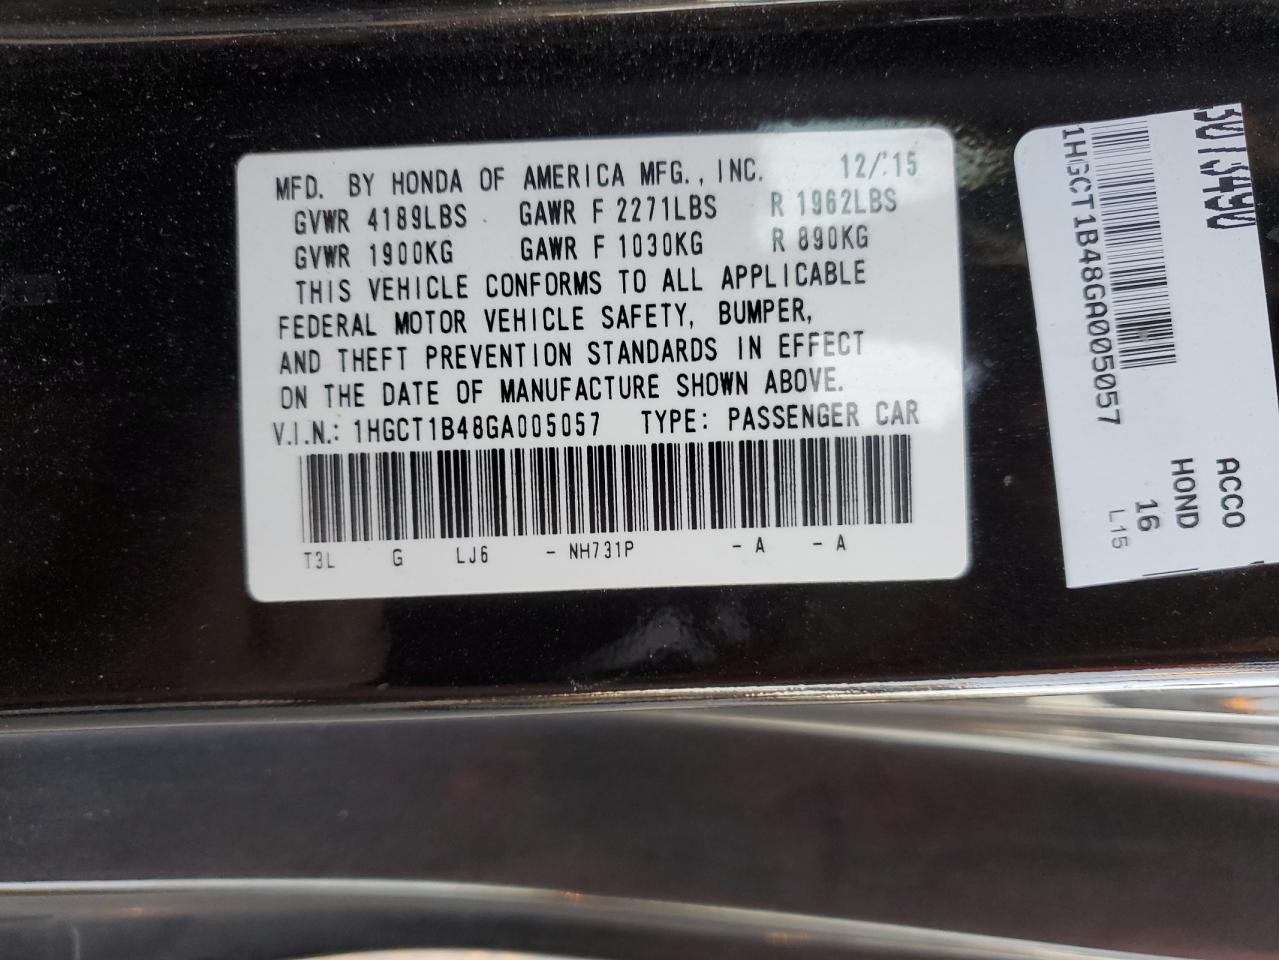 MFD. BY HONDA OF AMERICA MFG., INC. 12/15
GVWR 4189LBS GAWR F 2271LBS R 1962LBS
GVWR 1900KG GAWR F 1030KG R 890KG
THIS VEHICLE CONFORMS TO ALL APPLICABLE
FEDERAL MOTOR VEHICLE SAFETY, BUMPER,
AND THEFT PREVENTION STANDARDS IN EFFECT
ON THE DATE OF MANUFACTURE SHOWN ABOVE.
V.I.N.: 1HGCT1B48GA005057 TYPE: PASSENGER CAR
T3L G LJ6 - NH731P - A - A
1HGCT1B48GA005057
ACCO
HOND
16
L15